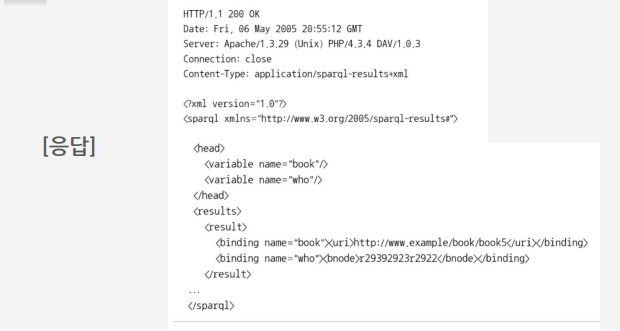 HTTP/1.1 200 OK
Date: Fri, 06 May 2005 20:55:12 GMT
Server: Apache/1.3.29 (Unix) PHP/4.3.4 DAV/1.0.3
Connection: close
Content-Type: application/sparql-results+xml
<?xml version="1.0"?>
<sparql xmlns="http://www.w3.org/2005/sparql-results#">
[응답]
<head>
<variable name="book"/>
<variable name="who"/>
</head>
<results>
<result>
<binding name="book"><uri>http://www.example/book/book5</uri></binding>
<binding name="who"><bnode>r29392923r2922</bnode></binding>
</result>
...
</sparql>